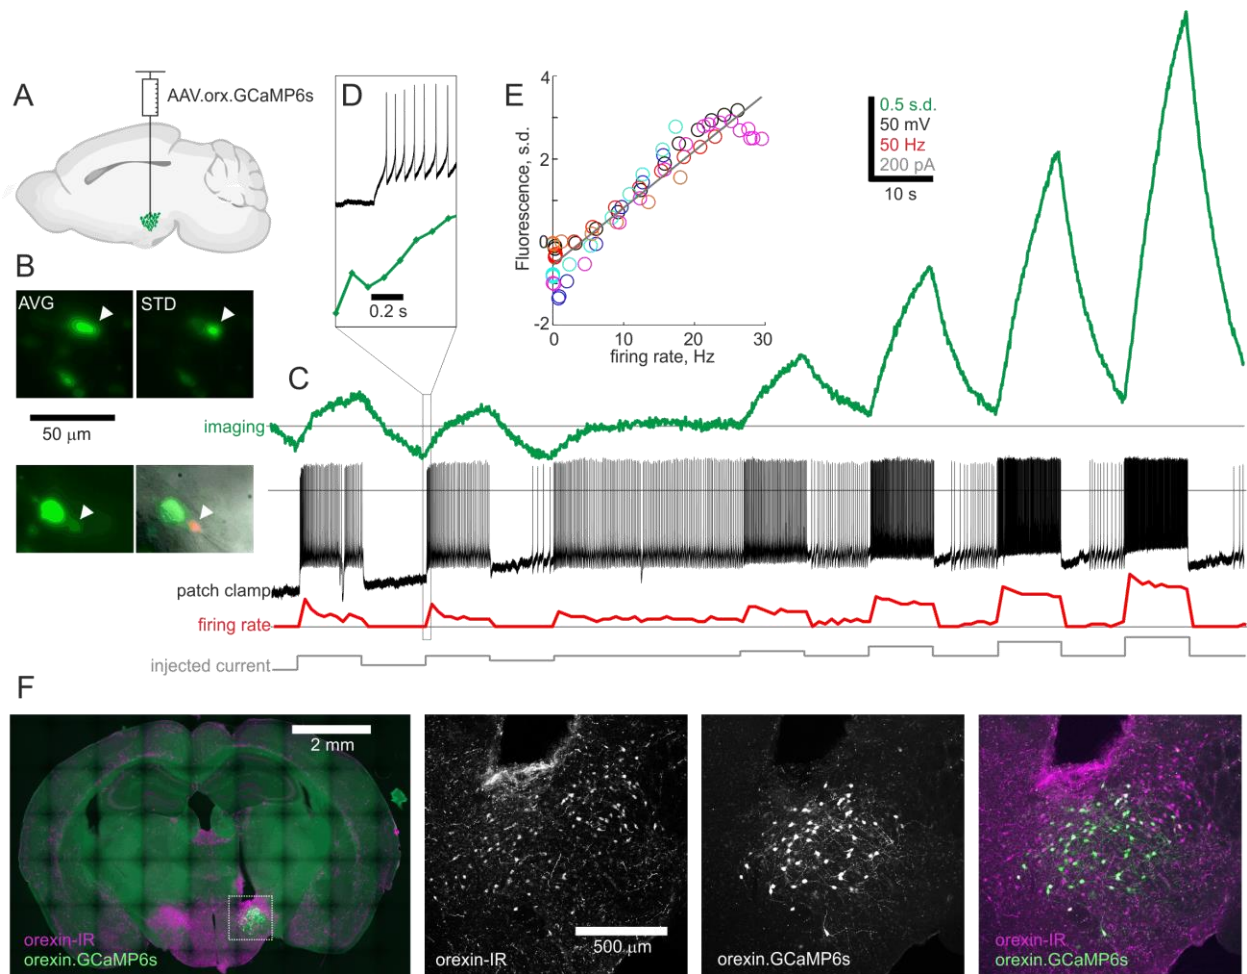 A
AAV.orx.GCaMP6s
D
0.2 s
E
4
2
0
-2
Fluorescence, s.d.
0
10
20
30
firing rate, Hz
0.5 s.d.
50 mV
50 Hz
200 pA
10 s
B
AVG
STD
50 μm
C
imaging
patch clamp
firing rate
injected current
F
2 mm
orexin-IR
orexin.GCaMP6s
orexin-IR
500 μm
orexin.GCaMP6s
orexin-IR
orexin.GCaMP6s